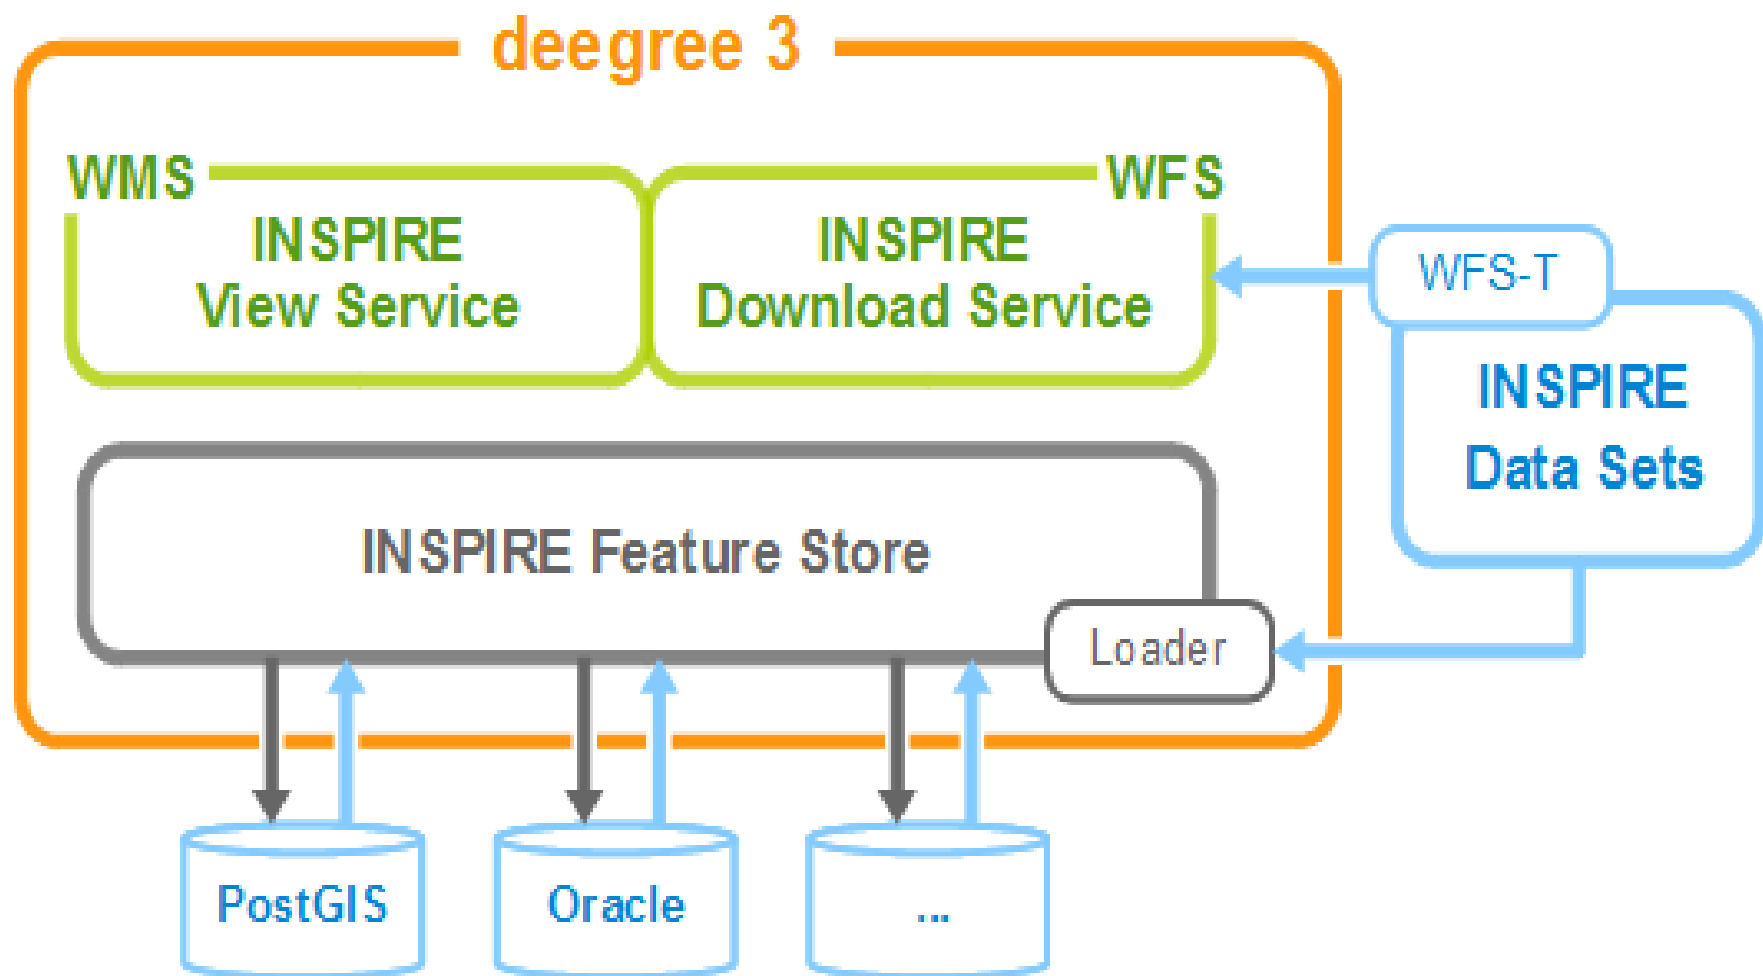 deegree 3
WMS
WFS
INSPIRE
View Service
INSPIRE
Download Service
WFS-T
INSPIRE
Data Sets
INSPIRE Feature Store
Loader
PostGIS
Oracle
...